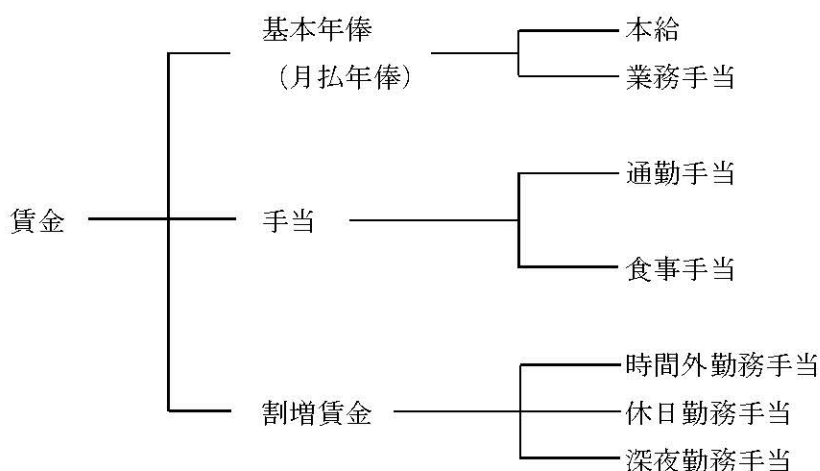 基本年俸
（月払年俸）
本給
業務手当
賃金
手当
通勤手当
食事手当
割増賃金
時間外勤務手当
休日勤務手当
深夜勤務手当